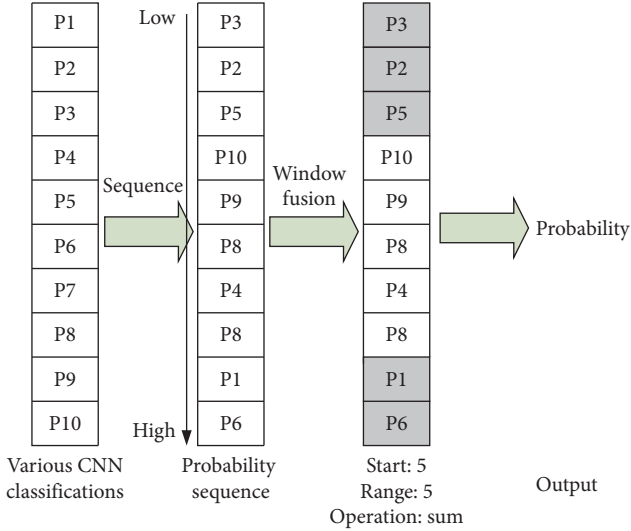 P1
P2
P3
P4
P5
P6
P7
P8
P9
P10
Various CNN
classifications
Sequence
Low
High
P3
P2
P5
P10
P9
P8
P4
P8
P1
P6
Probability
sequence
Window
fusion
P3
P2
P5
P10
P9
P8
P4
P8
P1
P6
Start: 5
Range: 5
Operation: sum
Probability
Output